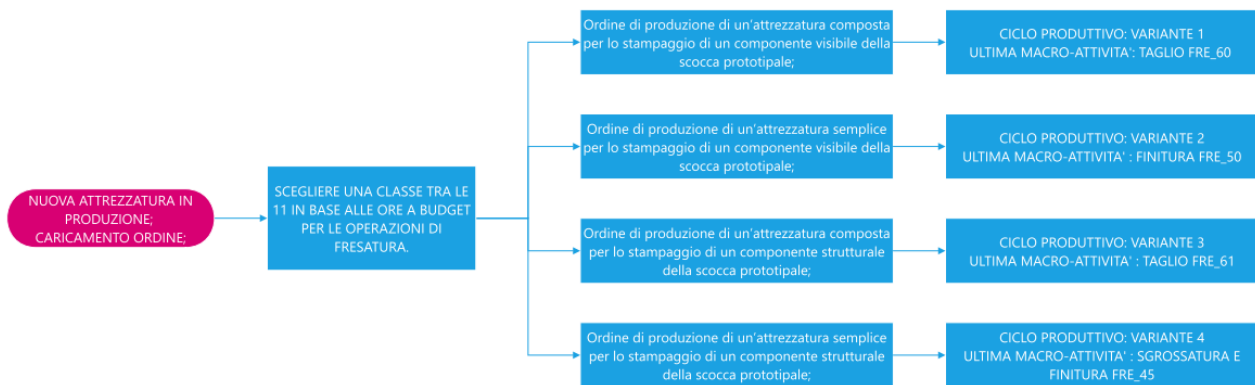 NUOVA ATTREZZATURA IN
PRODUZIONE;
CARICAMENTO ORDINE;
SCEGLIERE UNA CLASSE TRA LE
11 IN BASE ALLE ORE A BUDGET
PER LE OPERAZIONI DI
FRESATURA.
Ordine di produzione di un'attrezzatura composta
per lo stampaggio di un componente visibile della
scocca prototipale;
CICLO PRODUTTIVO: VARIANTE 1
ULTIMA MACRO-ATTIVITA': TAGLIO FRE_60
Ordine di produzione di un'attrezzatura semplice
per lo stampaggio di un componente visibile della
scocca prototipale;
CICLO PRODUTTIVO: VARIANTE 2
ULTIMA MACRO-ATTIVITA' : FINITURA FRE_50
Ordine di produzione di un'attrezzatura composta
per lo stampaggio di un componente strutturale
della scocca prototipale;
CICLO PRODUTTIVO: VARIANTE 3
ULTIMA MACRO-ATTIVITA' : TAGLIO FRE_61
Ordine di produzione di un'attrezzatura semplice
per lo stampaggio di un componente strutturale
della scocca prototipale;
CICLO PRODUTTIVO: VARIANTE 4
ULTIMA MACRO-ATTIVITA' : SGROSSATURA E
FINITURA FRE_45